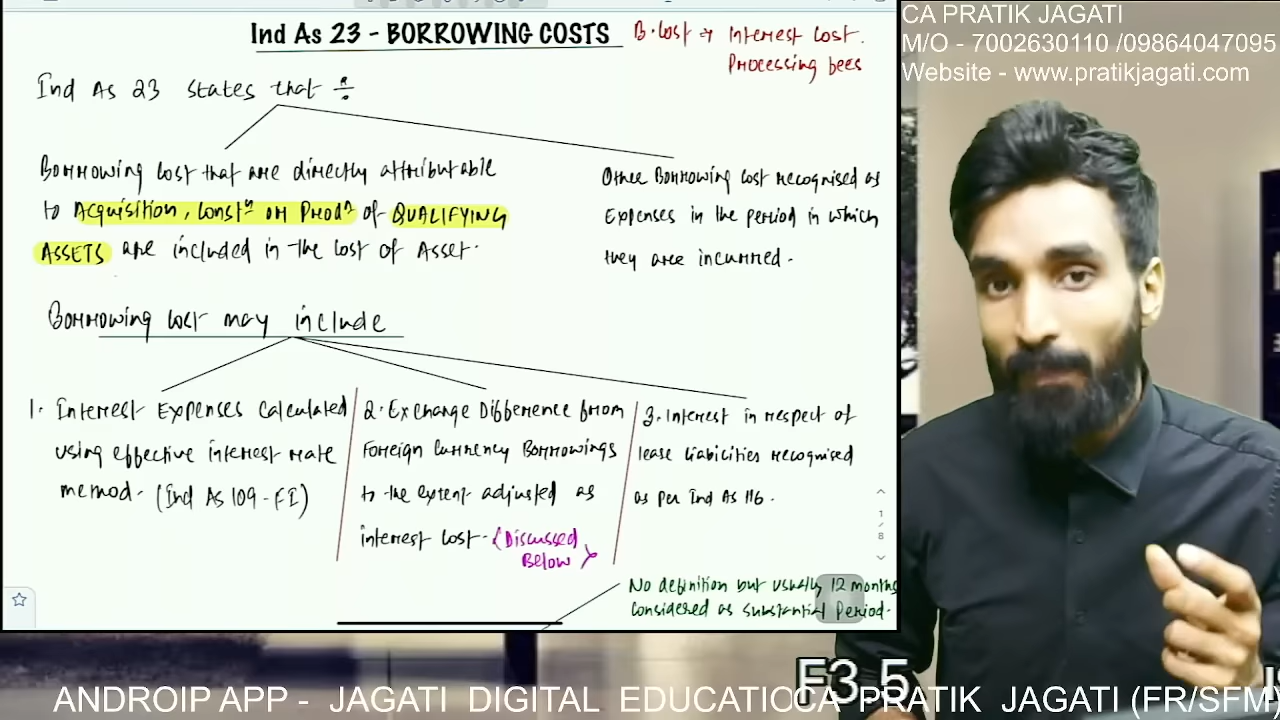 Ind As 23 - BORROWING COSTS
B. Cost → Interest Cost.
Processing fees
Ind As 23 states that ÷
Borrowing Cost that are directly attributable
to Acquisition, Constⁿ or Prodⁿ of QUALIFYING
ASSETS are included in the Cost of Asset.
Other Borrowing Cost recognised as
Expenses in the period in which
they are incurred.
Borrowing Cost may include
1. Interest Expenses Calculated
using effective interest rate
method. (Ind As 109-FI)
2. Exchange Difference from
Foreign Currency Borrowings
to the extent adjusted as
interest Cost. (Discussed
Below)
3. Interest in respect of
lease liabilities recognised
as per Ind As 116.
1/8
No definition but usually 12 months
Considered as Substantial Period.
CA PRATIK JAGATI
M/O - 7002630110 /09864047095
Website - www.pratikjagati.com
F3 5
ANDROIP APP - JAGATI DIGITAL EDUCATIOCA PRATIK JAGATI (FR/SFM)